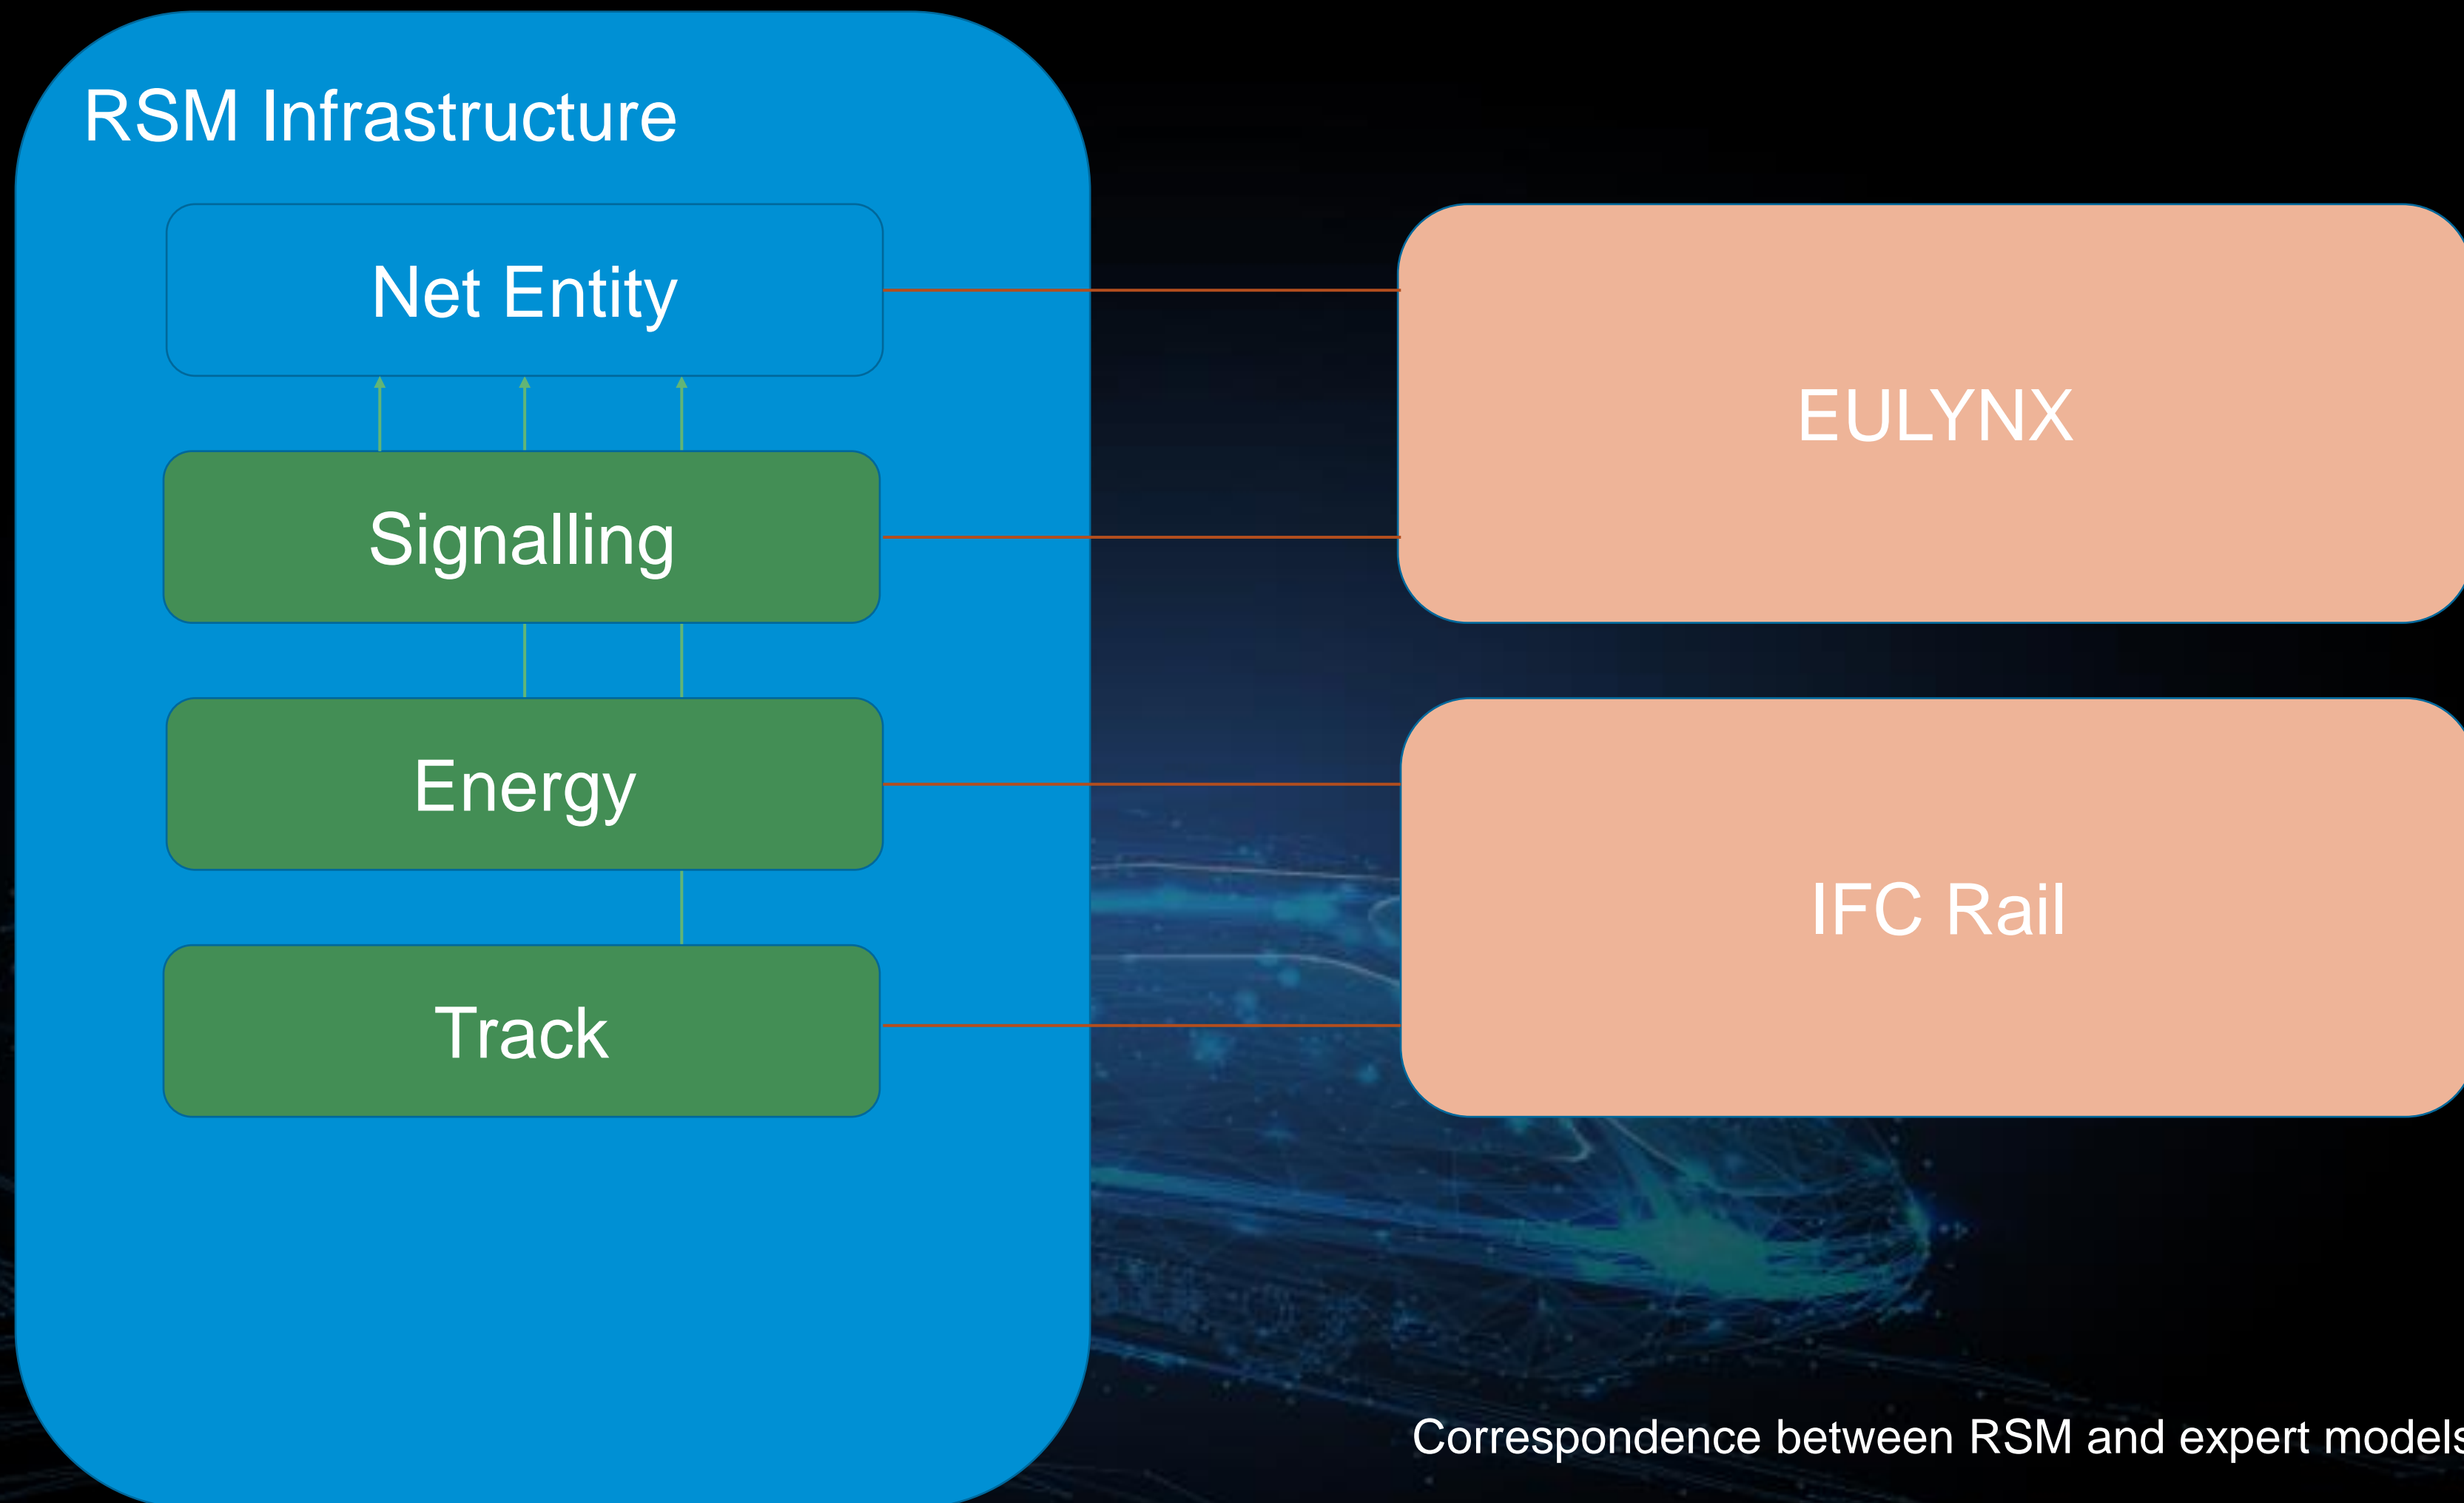 RSM Infrastructure
Net Entity
Signalling
Energy
Track
EULYNX
IFC Rail
Correspondence between RSM and expert models